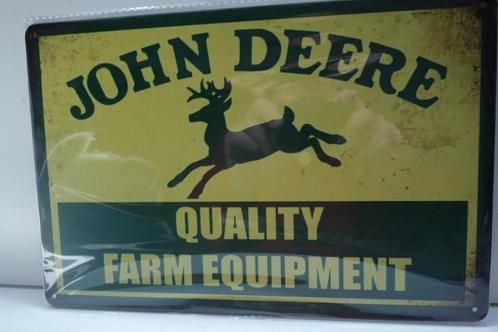 JOHN DEERE
QUALITY
FARM EQUIPMENT